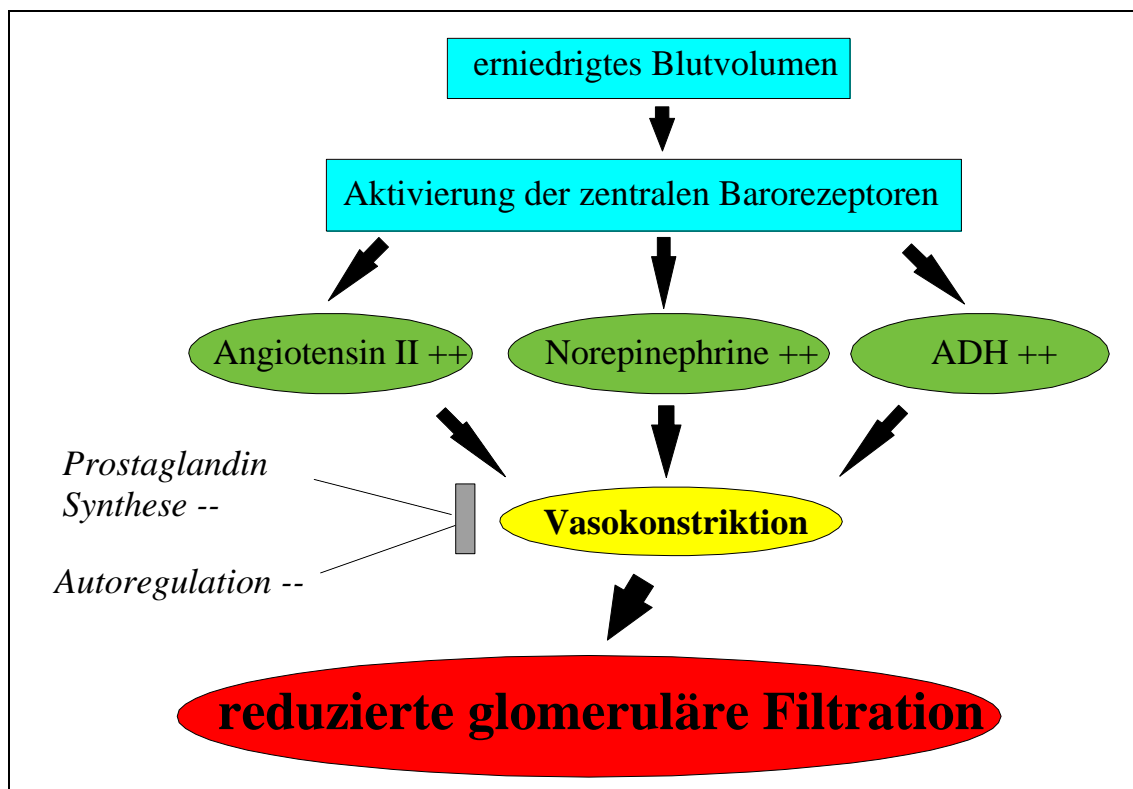 erniedrigtes Blutvolumen
Aktivierung der zentralen Barorezeptoren
Angiotensin II ++
Norepinephrine ++
ADH ++
Prostaglandin
Synthese --
Vasokonstriktion
Autoregulation --
reduzierte glomeruläre Filtration